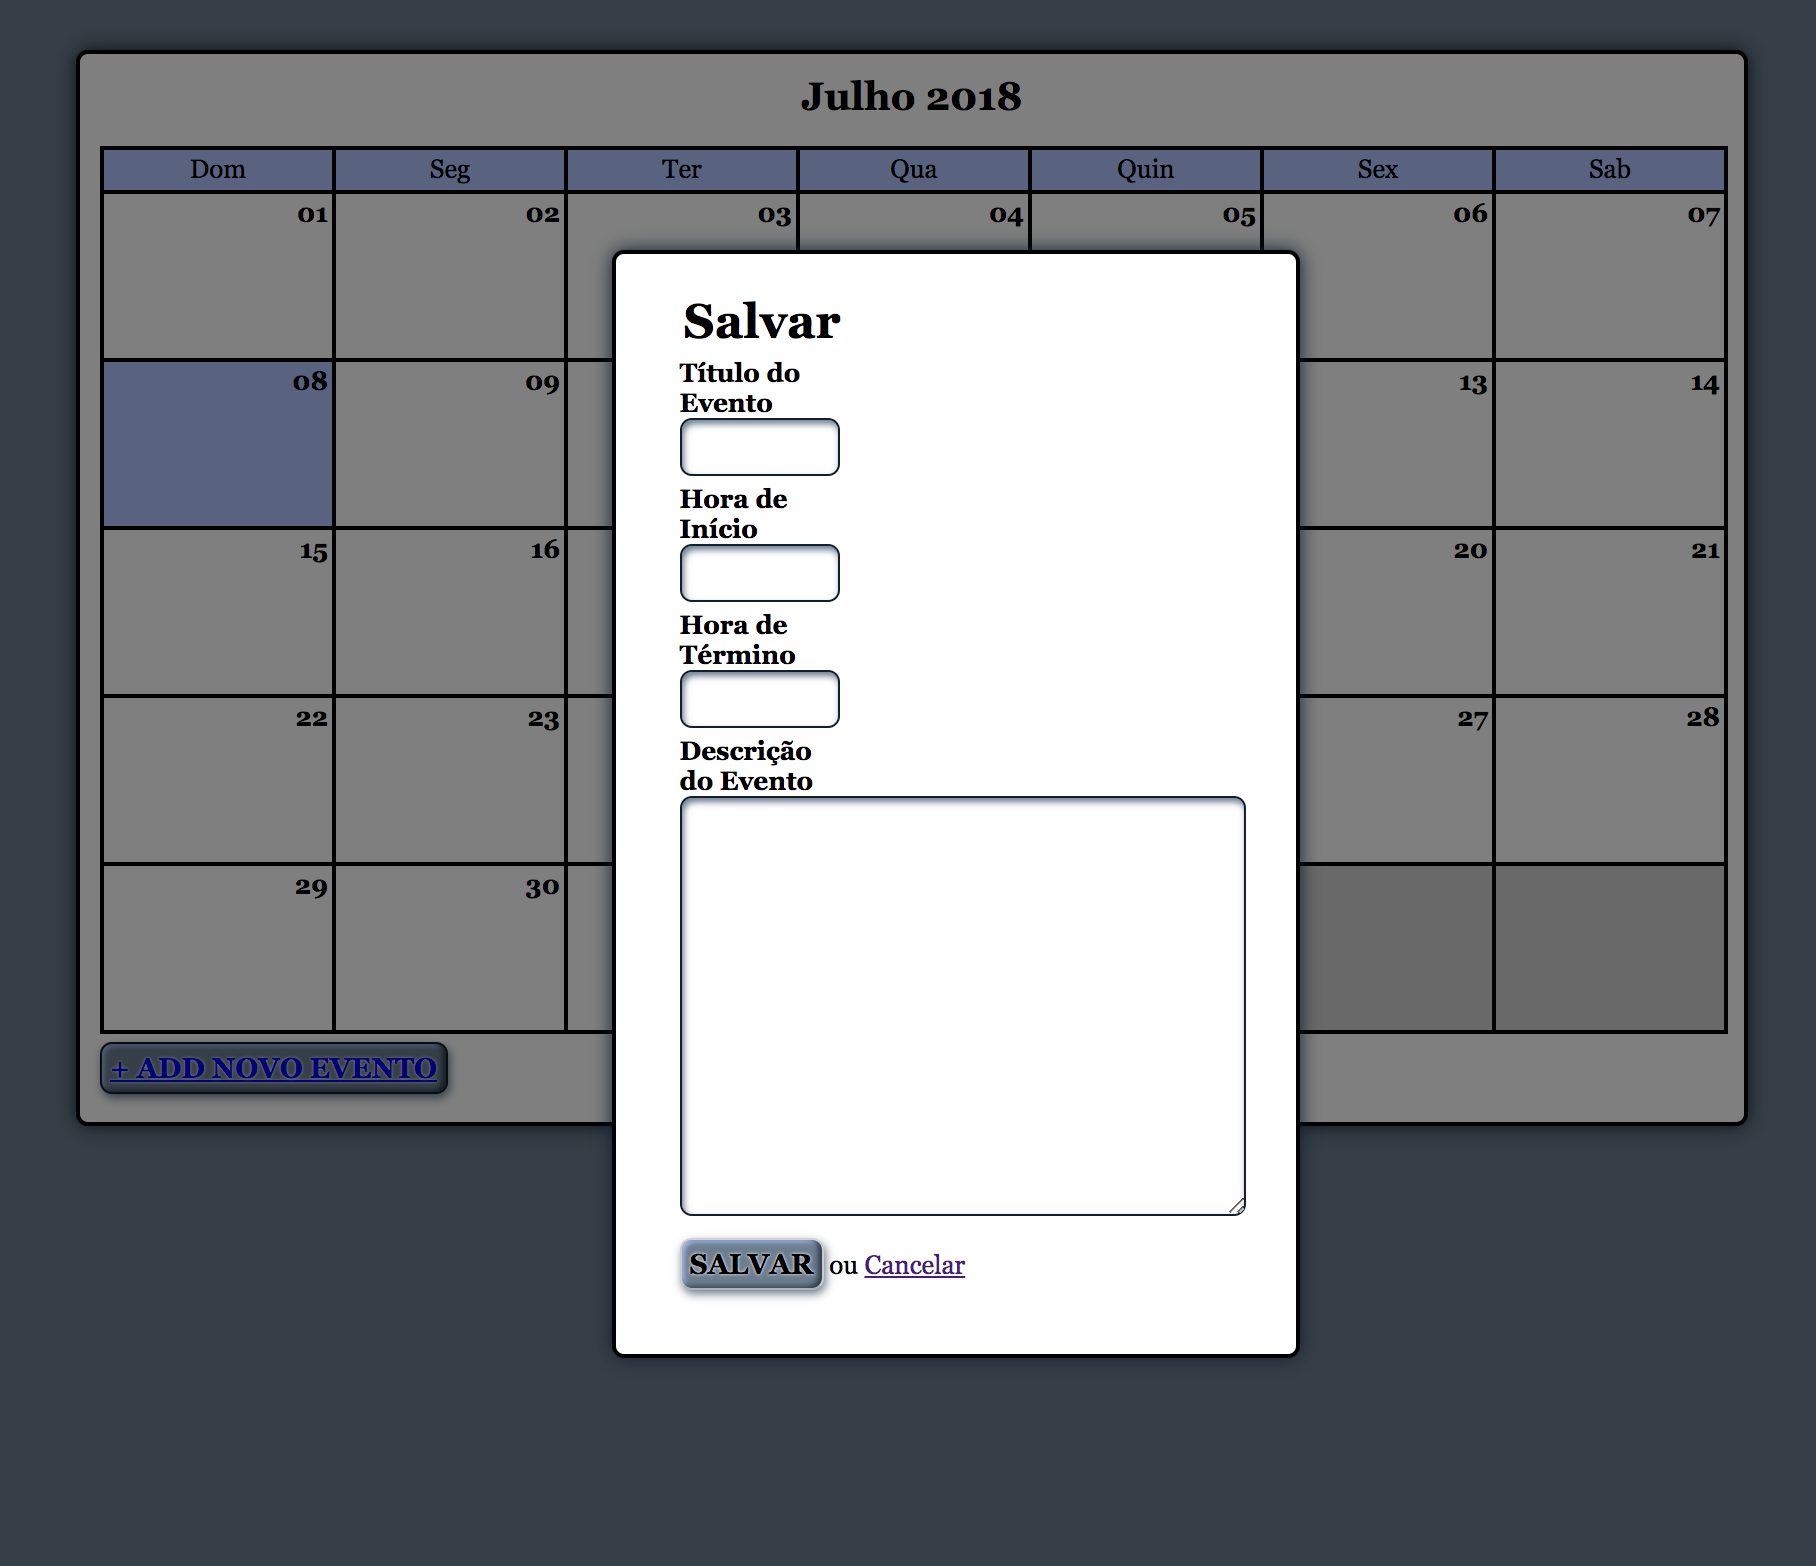 Julho 2018
Dom Seg Ter Qua Quin Sex Sab
01 02 03 04 05 06 07
Salvar
Título do
Evento
08 09 13 14
Hora de
Início
15 16 20 21
Hora de
Término
22 23 27 28
Descrição
do Evento
29 30
+ ADD NOVO EVENTO
SALVAR ou Cancelar